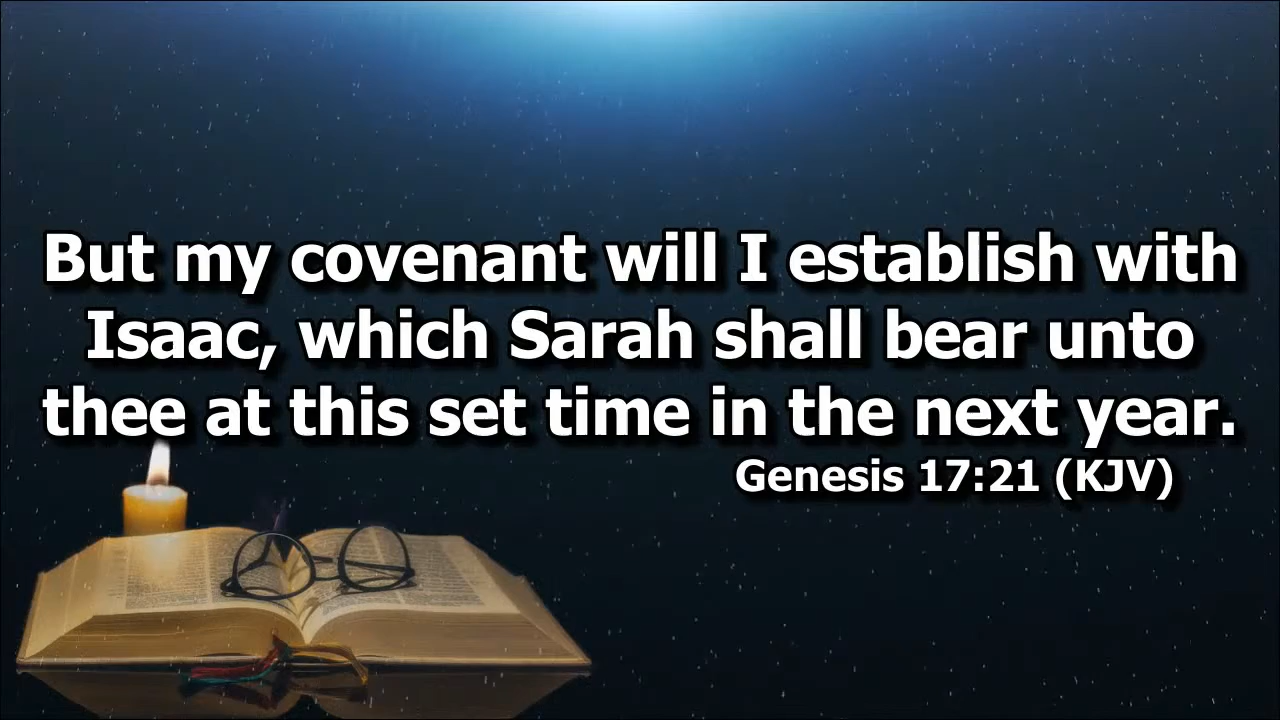 But my covenant will I establish with
Isaac, which Sarah shall bear unto
thee at this set time in the next year.
Genesis 17:21 (KJV)